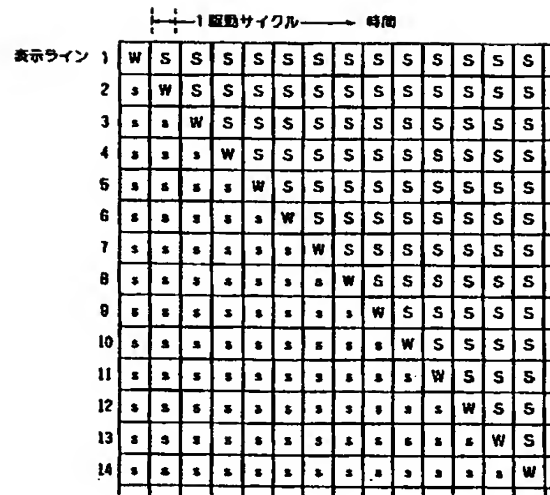 1駆動サイクル 時間
表示ライン 1 W S S S S S S S S S S S S S
2 s W S S S S S S S S S S S S
3 s s W S S S S S S S S S S S
4 s s s W S S S S S S S S S S
5 s s s s W S S S S S S S S S
6 s s s s s W S S S S S S S S
7 s s s s s s W S S S S S S S
8 s s s s s s s W S S S S S S
9 s s s s s s s s W S S S S S
10 s s s s s s s s s W S S S S
11 s s s s s s s s s s W S S S
12 s s s s s s s s s s s W S S
13 s s s s s s s s s s s s W S
14 s s s s s s s s s s s s s W